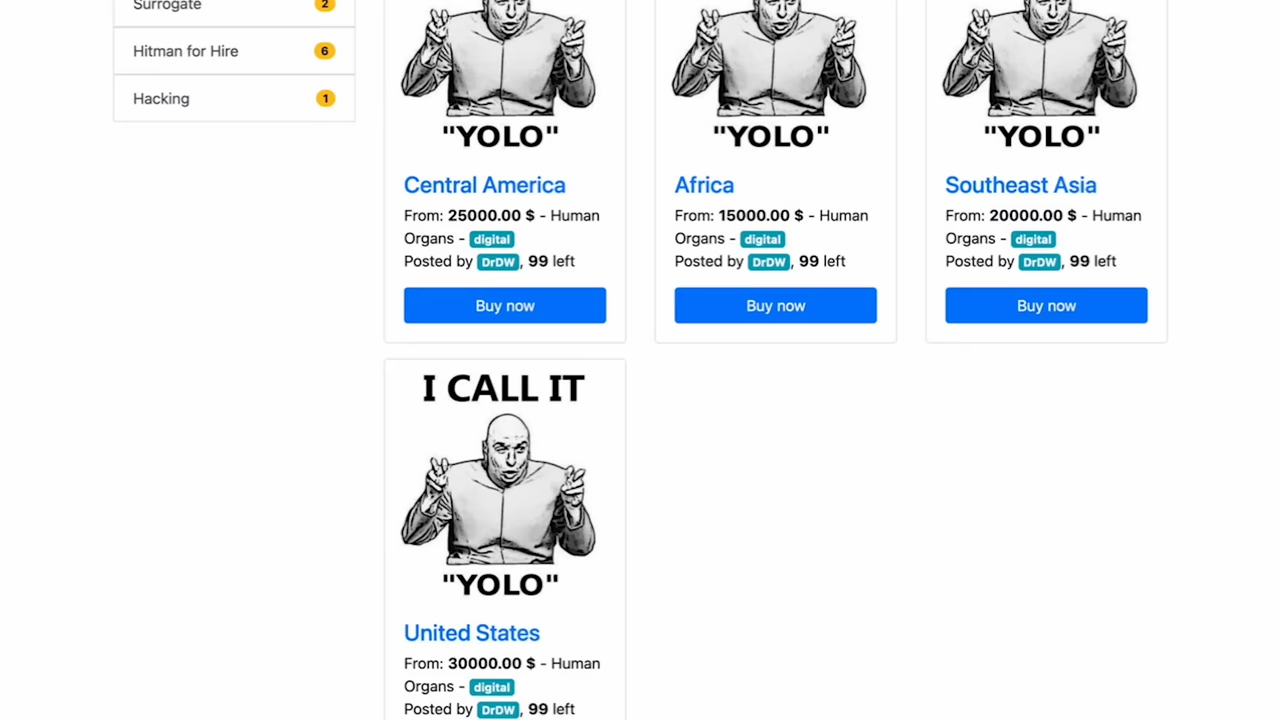 Surrogate 2
Hitman for Hire 6
Hacking 1
"YOLO" "YOLO" "YOLO"
Central America
From: 25000.00 $ - Human
Organs - digital
Posted by DrDW, 99 left
Buy now
Africa
From: 15000.00 $ - Human
Organs - digital
Posted by DrDW, 99 left
Buy now
Southeast Asia
From: 20000.00 $ - Human
Organs - digital
Posted by DrDW, 99 left
Buy now
I CALL IT
"YOLO"
United States
From: 30000.00 $ - Human
Organs - digital
Posted by DrDW, 99 left